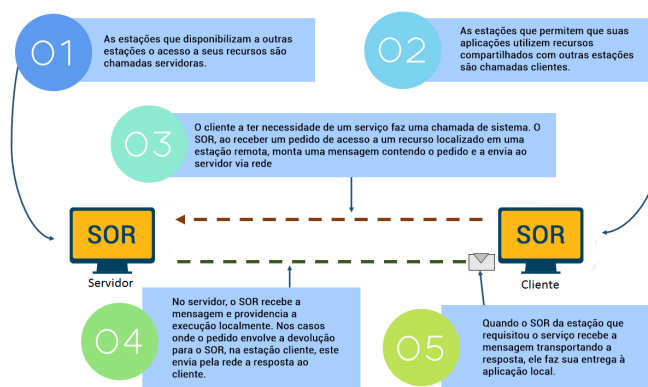 01
As estações que disponibilizam a outras
estações o acesso a seus recursos são
chamadas servidoras.
02
As estações que permitem que suas
aplicações utilizem recursos
compartilhados com outras estações
são chamadas clientes.
03
O cliente a ter necessidade de um serviço faz uma chamada de sistema. O
SOR, ao receber um pedido de acesso a um recurso localizado em uma
estação remota, monta uma mensagem contendo o pedido e a envia ao
servidor via rede
SOR
Servidor
SOR
Cliente
04
No servidor, o SOR recebe a
mensagem e providencia a
execução localmente. Nos casos
onde o pedido envolve a devolução
para o SOR, na estação cliente, este
envia pela rede a resposta ao
cliente.
05
Quando o SOR da estação que
requisitou o serviço recebe a
mensagem transportando a
resposta, ele faz sua entrega à
aplicação local.